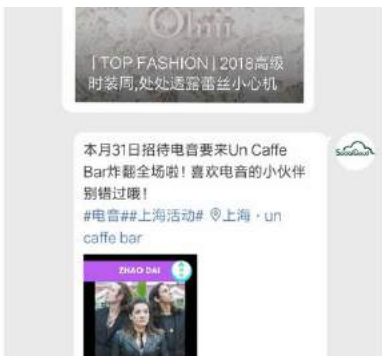 「TOP FASHION」2018高级
时装周,处处透露蕾丝小心机
本月31日招待电音要来Un Caffe
Bar炸翻全场啦！喜欢电音的小伙伴
别错过哦！
#电音##上海活动# 上海·un
caffe bar
SocialCloud
ZHAO DAI